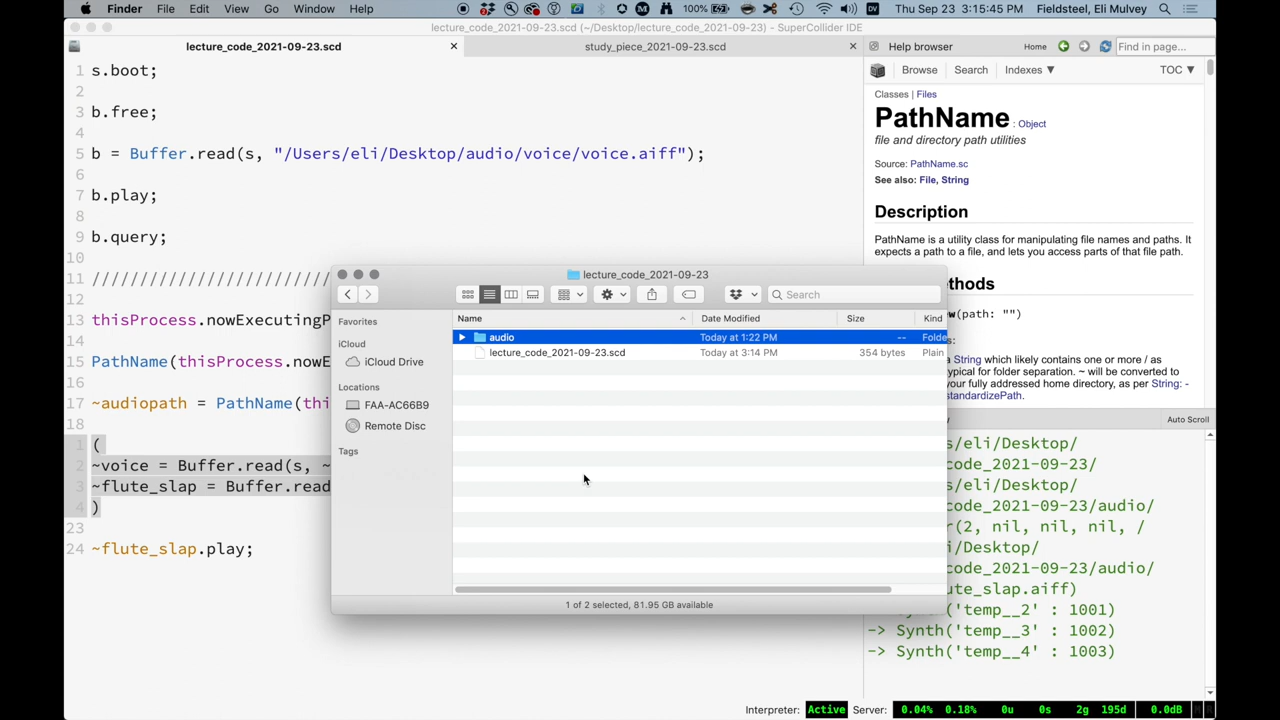 Finder File Edit View Go Window Help 100% Thu Sep 23 3:15:45 PM Fieldsteel, Eli Mulvey
lecture_code_2021-09-23.scd (~/Desktop/lecture_code_2021-09-23) - SuperCollider IDE
lecture_code_2021-09-23.scd study_piece_2021-09-23.scd
1 s.boot;
2
3 b.free;
4
5 b = Buffer.read(s, "/Users/eli/Desktop/audio/voice/voice.aiff");
6
7 b.play;
8
9 b.query;
10
11 ////////////////////////////
12
13 thisProcess.nowExecutingP
14
15 PathName(thisProcess.nowE
16
17 ~audiopath = PathName(thi
18
1 (
2 ~voice = Buffer.read(s, ~
3 ~flute_slap = Buffer.read
4 )
23
24 ~flute_slap.play;
Help browser Home Find in page...
Browse Search Indexes ▼ TOC ▼
Classes | Files
PathName : Object
file and directory path utilities
Source: PathName.sc
See also: File, String
Description
PathName is a utility class for manipulating file names and paths. It
expects a path to a file, and lets you access parts of that file path.
ethods
w(path: "")
s:
a String which likely contains one or more / as
ypical for folder separation. ~ will be converted to
your fully addressed home directory, as per String: -
standardizePath.
Auto Scroll
s/eli/Desktop/
code_2021-09-23/
s/eli/Desktop/
code_2021-09-23/audio/
r(2, nil, nil, nil, /
i/Desktop/
code_2021-09-23/audio/
ute_slap.aiff)
Synth('temp__2' : 1001)
-> Synth('temp__3' : 1002)
-> Synth('temp__4' : 1003)
lecture_code_2021-09-23
Search
Favorites
iCloud
iCloud Drive
Locations
FAA-AC66B9
Remote Disc
Tags
Name Date Modified Size Kind
audio Today at 1:22 PM -- Folde
lecture_code_2021-09-23.scd Today at 3:14 PM 354 bytes Plain
1 of 2 selected, 81.95 GB available
Interpreter: Active Server: 0.04% 0.18% 0u 0s 2g 195d 0.0dB M R